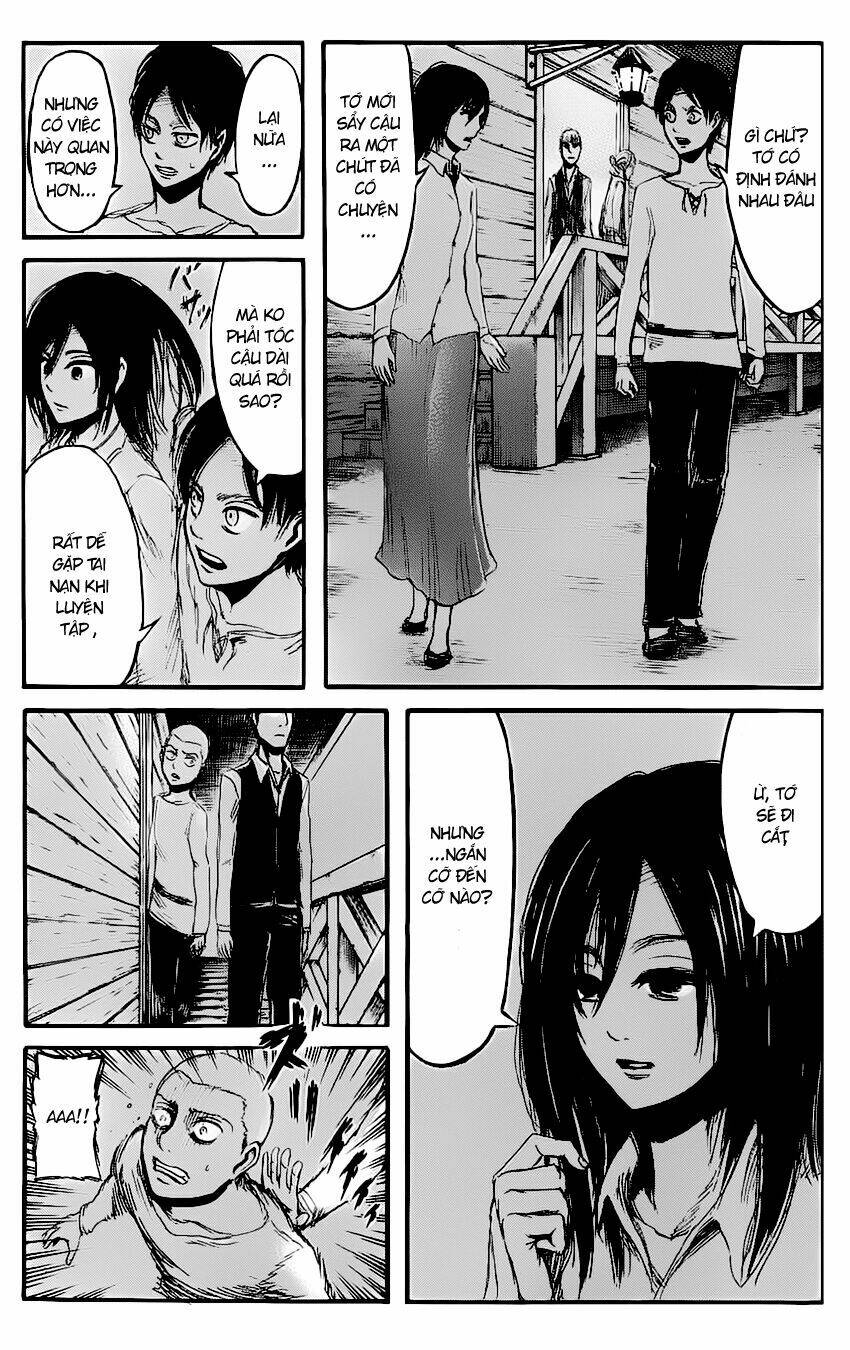 GÌ CHỨ?
TỚ CÓ
ĐỊNH ĐÁNH
NHAU ĐÂU
TỚ MỚI
SẨY CẬU
RA MỘT
CHÚT ĐÃ
CÓ
CHUYỆN
...
LẠI
NỮA
...
NHƯNG
CÓ VIỆC
NÀY QUAN
TRỌNG
HƠN...
MÀ KO
PHẢI TÓC
CẬU DÀI
QUÁ RỒI
SAO?
RẤT DỄ
GẶP TAI
NẠN KHI
LUYỆN
TẬP,
Ừ, TỚ
SẼ ĐI
CẮT,
NHƯNG
...NGẮN
CỠ ĐẾN
CỠ NÀO?
AAA!!